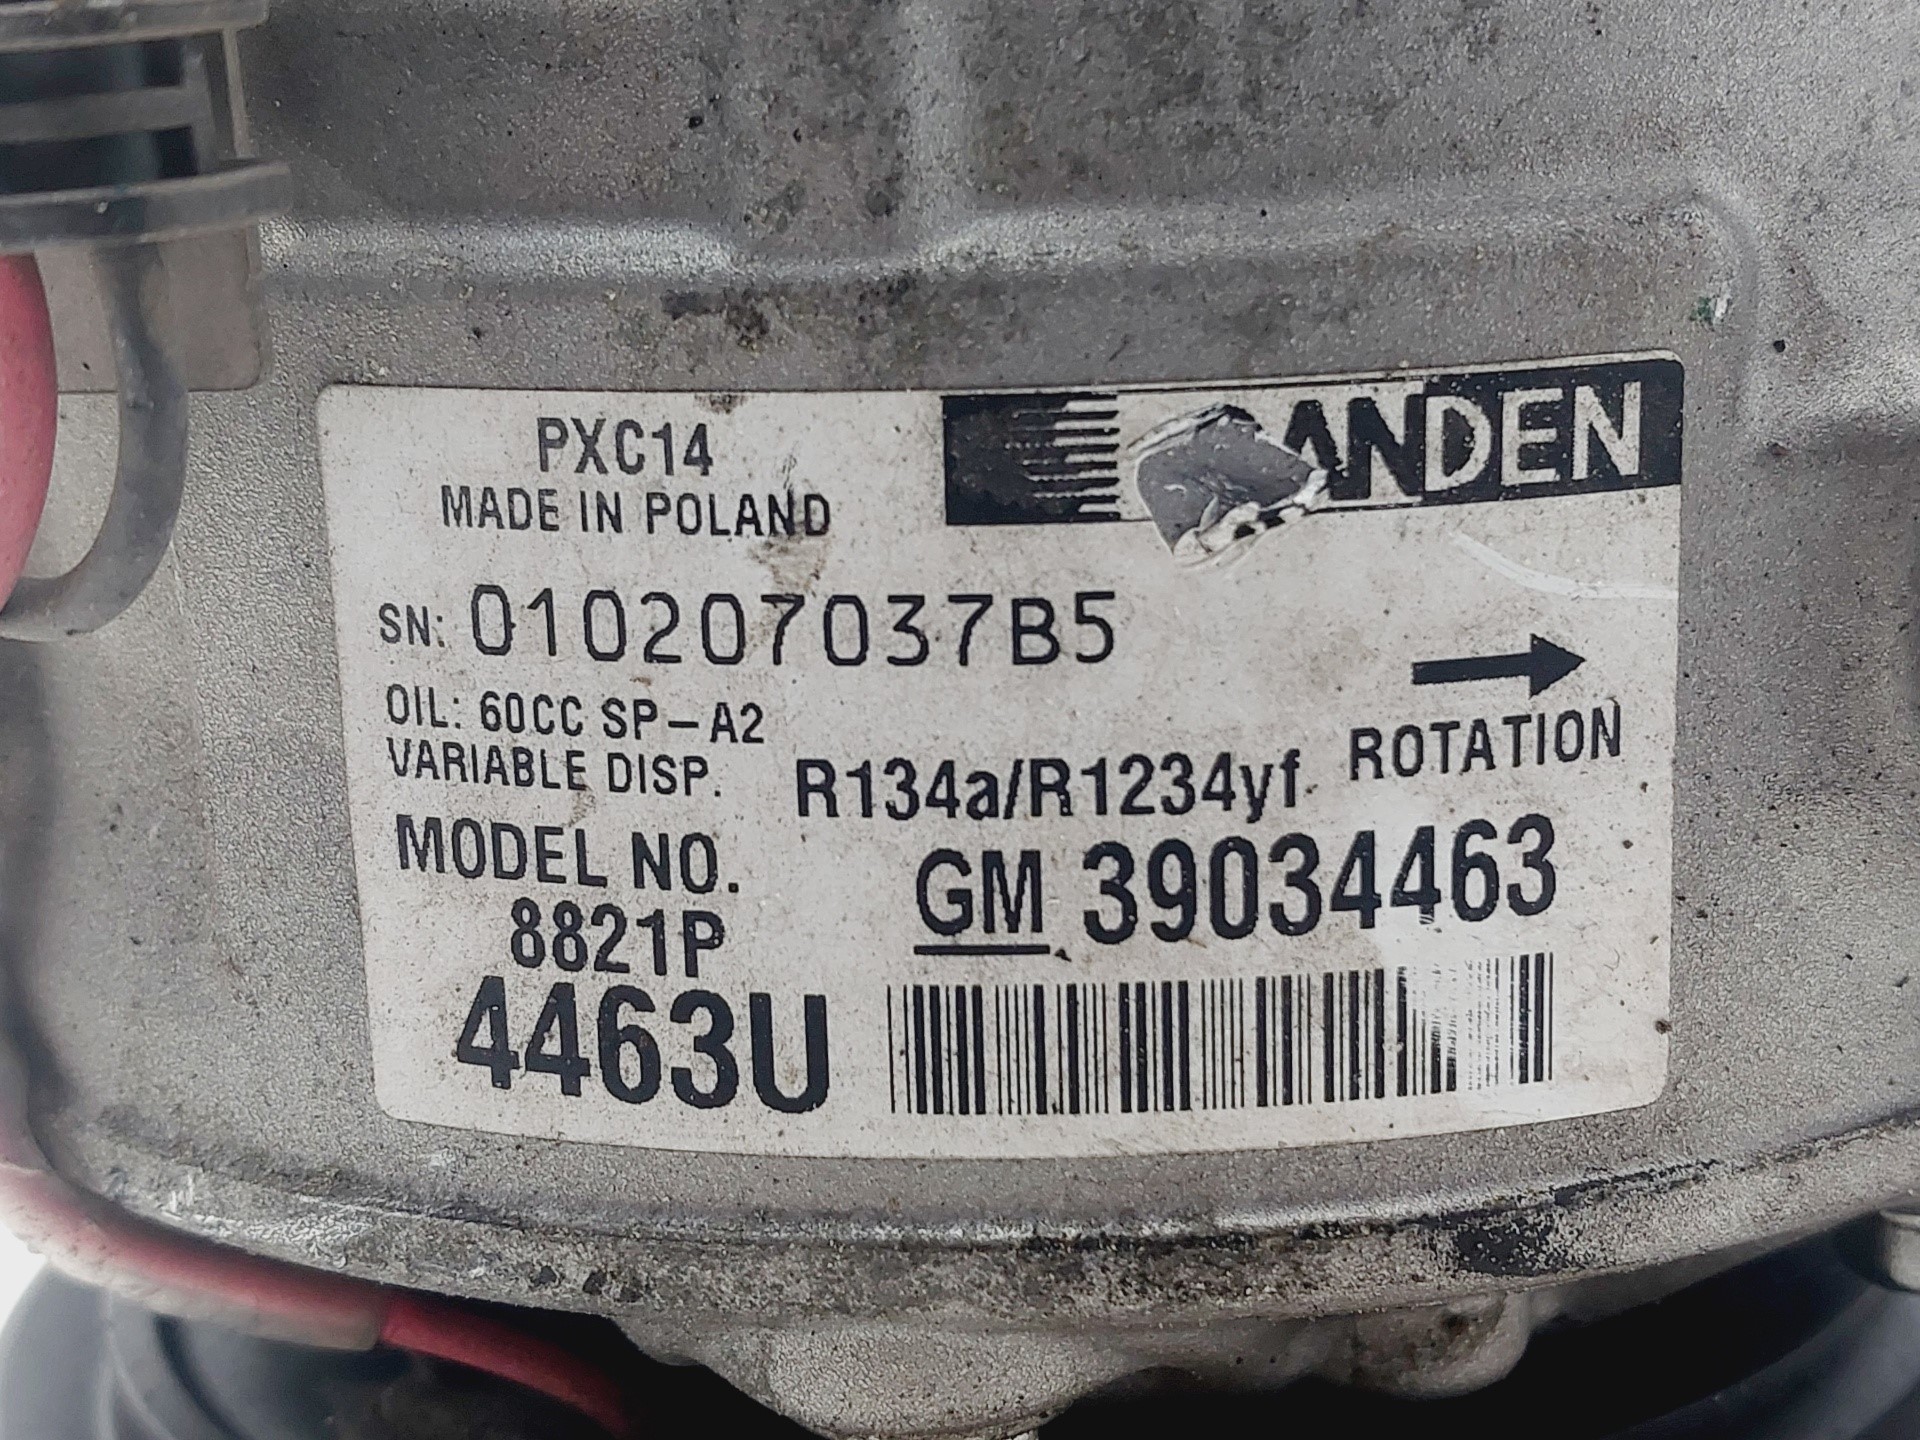 PXC14
ANDEN
MADE IN POLAND
SN: 010207037B5
OIL: 60CC SP-A2
VARIABLE DISP.
R134a/R1234yf
ROTATION
MODEL NO.
8821P
GM 39034463
4463U